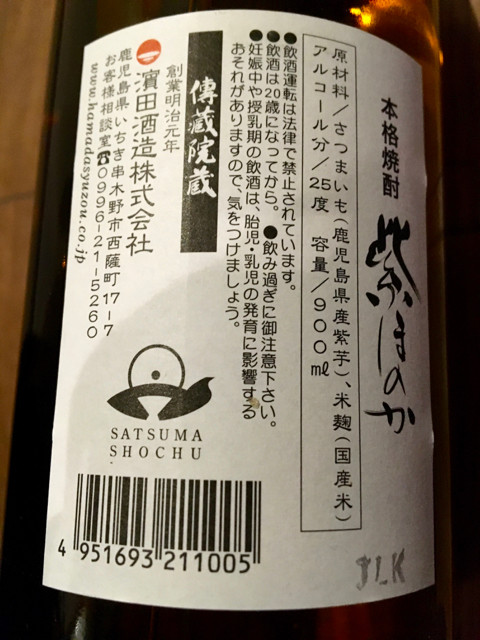 本格焼酎
紫ほのか
原材料/さつまいも(鹿児島県産紫芋)、米麹(国産米)
アルコール分/25度 容量/900ml
●飲酒運転は法律で禁止されています。
●飲酒は20歳になってから。●飲み過ぎに御注意下さい。
●妊娠中や授乳期の飲酒は、胎児・乳児の発育に影響する
おそれがありますので、気をつけましょう。
傳蔵院蔵
創業明治元年
濵田酒造株式会社
鹿児島県いちき串木野市西薩町17-7
お客様相談室☎0996-21-5260
www.hamadasyuzou.co.jp
SATSUMA
SHOCHU
4 951693 211005
JLK